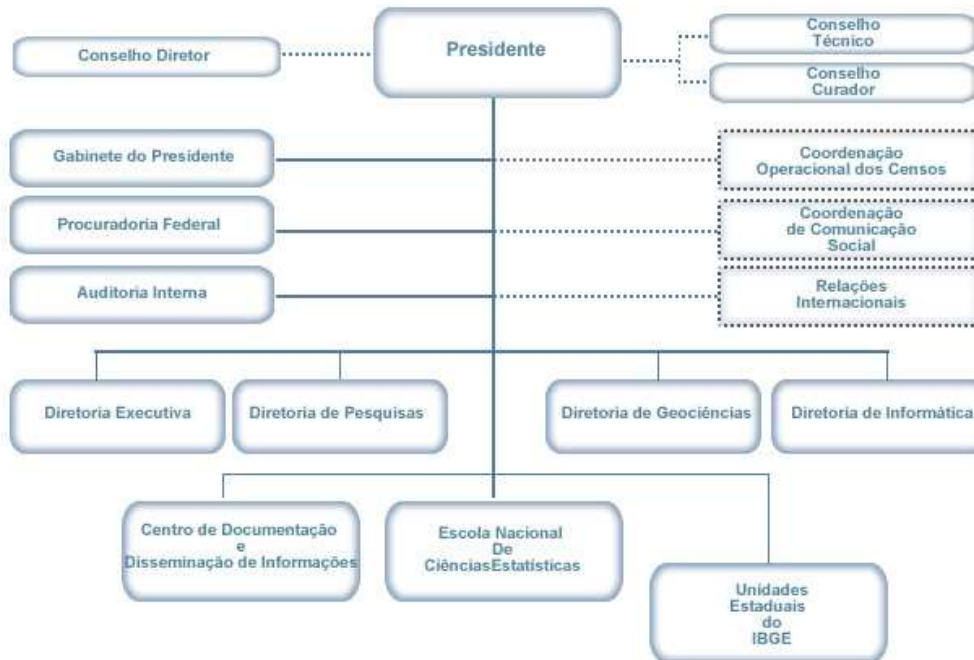 Conselho Diretor
Presidente
Conselho
Técnico
Conselho
Curador
Gabinete do Presidente
Coordenação
Operacional dos Censos
Procuradoria Federal
Coordenação
de Comunicação
Social
Auditoria Interna
Relações
Internacionais
Diretoria Executiva
Diretoria de Pesquisas
Diretoria de Geociências
Diretoria de Informática
Centro de Documentação
e
Disseminação de Informações
Escola Nacional
De
CiênciasEstatísticas
Unidades
Estaduais
do
IBGE